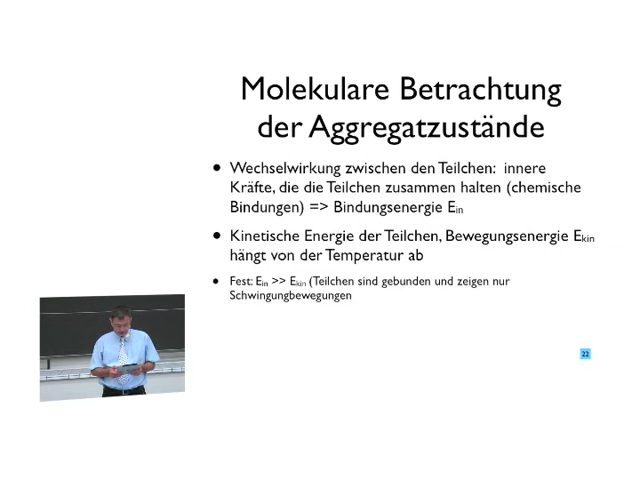 Molekulare Betrachtung
der Aggregatzustände
• Wechselwirkung zwischen den Teilchen: innere
Kräfte, die die Teilchen zusammen halten (chemische
Bindungen) => Bindungsenergie Ein
• Kinetische Energie der Teilchen, Bewegungsenergie Ekin
hängt von der Temperatur ab
• Fest: Ein >> Ekin (Teilchen sind gebunden und zeigen nur
Schwingungbewegungen
22